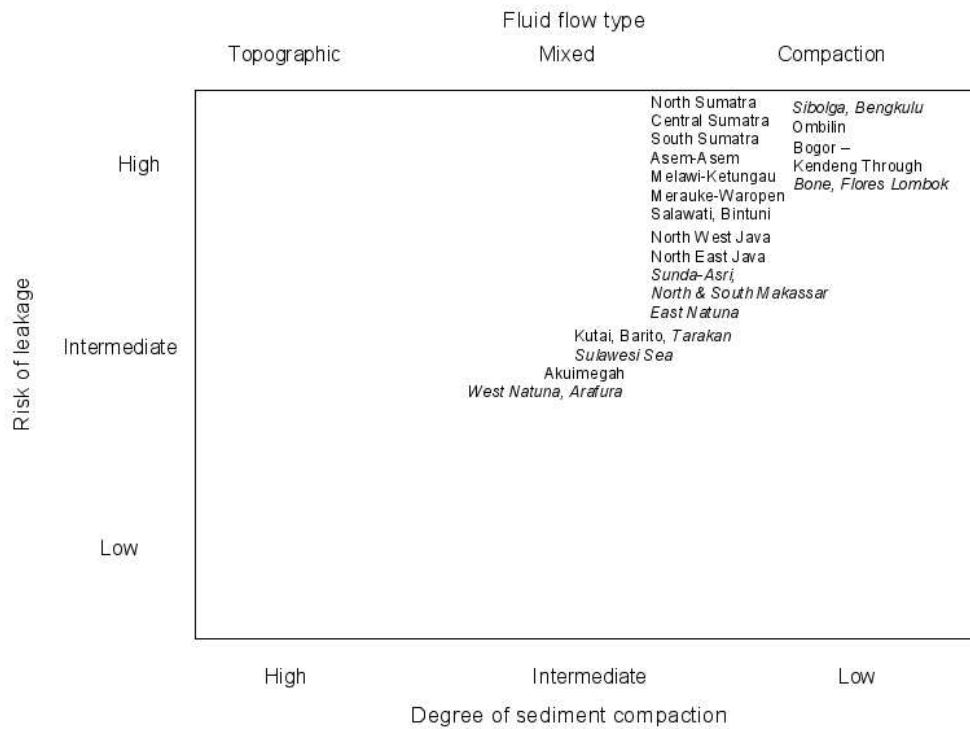 Fluid flow type
Topographic
Mixed
Compaction
Risk of leakage
High
Intermediate
Low
North Sumatra
Central Sumatra
South Sumatra
Asem-Asem
Melawi-Ketungau
Merauke-Waropen
Salawati, Bintuni
North West Java
North East Java
Sunda-Asri,
North & South Makassar
East Natuna
Sibolga, Bengkulu
Ombilin
Bogor –
Kendeng Through
Bone, Flores Lombok
Kutai, Barito, Tarakan
Sulawesi Sea
Akuimegah
West Natuna, Arafura
High
Intermediate
Low
Degree of sediment compaction